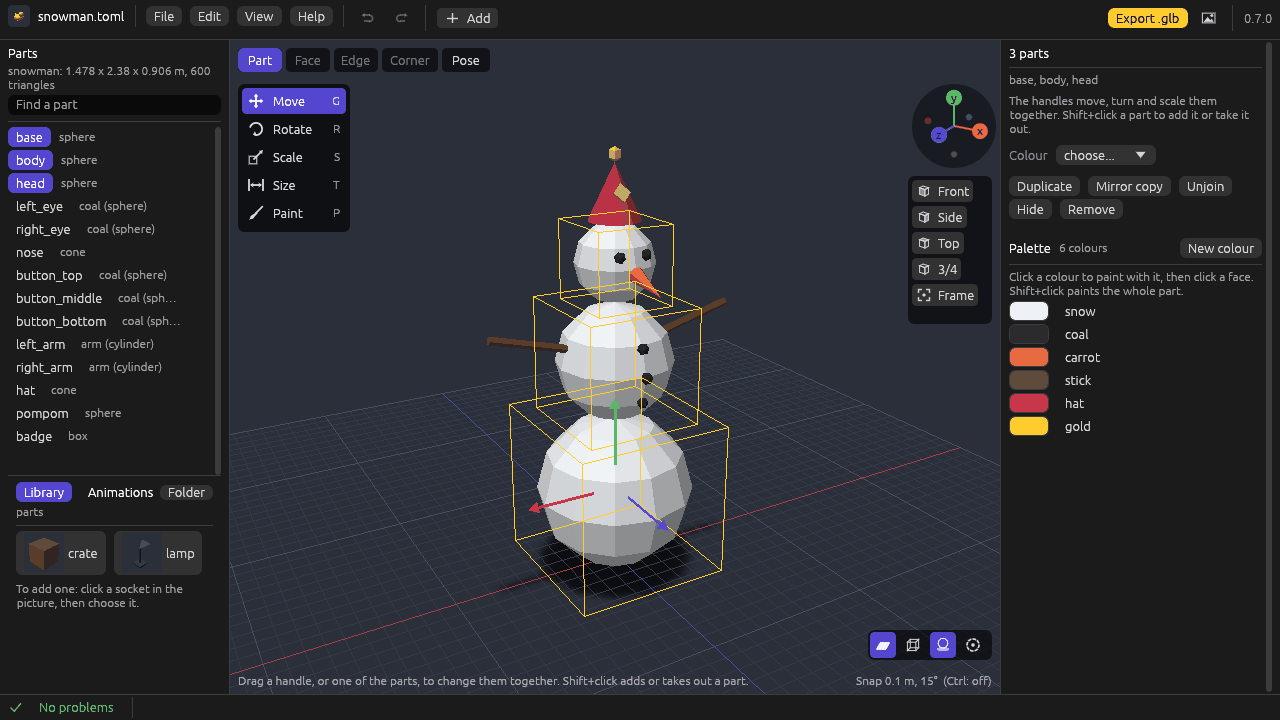 snowman.toml
File Edit View Help
Add
Export .glb
0.7.0
Parts
snowman: 1.478 x 2.38 x 0.906 m, 600
triangles
Find a part
base sphere
body sphere
head sphere
left_eye coal (sphere)
right_eye coal (sphere)
nose cone
button_top coal (sphere)
button_middle coal (sph...
button_bottom coal (sph...
left_arm arm (cylinder)
right_arm arm (cylinder)
hat cone
pompom sphere
badge box
Library Animations Folder
parts
crate lamp
To add one: click a socket in the
picture, then choose it.
Part Face Edge Corner Pose
Move G
Rotate R
Scale S
Size T
Paint P
y
x
z
Front
Side
Top
3/4
Frame
Drag a handle, or one of the parts, to change them together. Shift+click adds or takes out a part.
Snap 0.1 m, 15° (Ctrl: off)
3 parts
base, body, head
The handles move, turn and scale them
together. Shift+click a part to add it or take it
out.
Colour choose...
Duplicate Mirror copy Unjoin
Hide Remove
Palette 6 colours New colour
Click a colour to paint with it, then click a face.
Shift+click paints the whole part.
snow
coal
carrot
stick
hat
gold
No problems